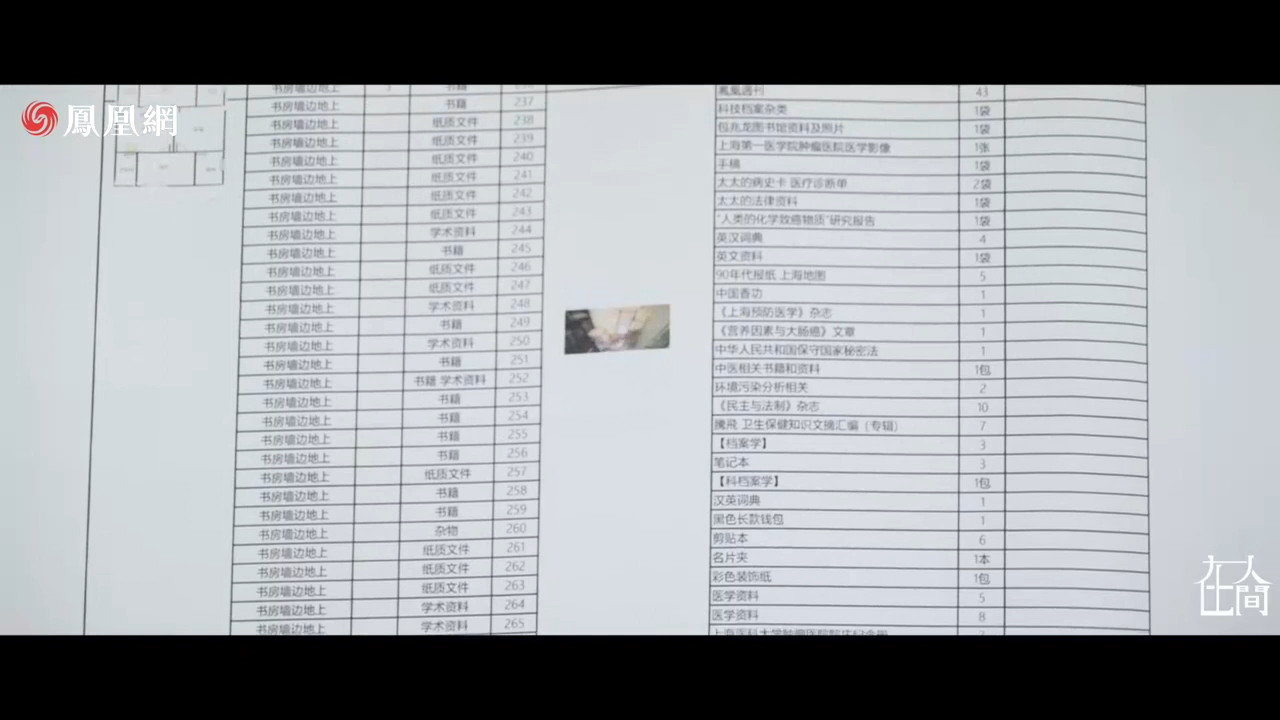 鳳凰網
书房墙边地上 书籍
书房墙边地上 书籍 237 鳳凰週刊 43
书房墙边地上 纸质文件 238 科技档案杂类 1袋
书房墙边地上 纸质文件 239 包兆龙图书馆资料及照片 1袋
书房墙边地上 纸质文件 240 上海第一医学院肿瘤医院医学影像 1张
书房墙边地上 纸质文件 241 手稿 1袋
书房墙边地上 纸质文件 242 太太的病史卡 医疗诊断单 2袋
书房墙边地上 纸质文件 243 太太的法律资料 1袋
书房墙边地上 学术资料 244 “人类的化学致癌物质”研究报告 1袋
书房墙边地上 书籍 245 英汉词典 4
书房墙边地上 纸质文件 246 英文资料 1袋
书房墙边地上 纸质文件 247 90年代报纸 上海地图 5
书房墙边地上 学术资料 248 中国香功 1
书房墙边地上 书籍 249 《上海预防医学》杂志 1
书房墙边地上 学术资料 250 《营养因素与大肠癌》文章 1
书房墙边地上 书籍 251 中华人民共和国保守国家秘密法 1
书房墙边地上 书籍 学术资料 252 中医相关书籍和资料 1包
书房墙边地上 书籍 253 环境污染分析相关 2
书房墙边地上 书籍 254 《民主与法制》杂志 10
书房墙边地上 书籍 255 腾飛 卫生保健知识文摘汇编（专辑） 7
书房墙边地上 书籍 256 【档案学】 3
书房墙边地上 纸质文件 257 笔记本 3
书房墙边地上 书籍 258 【科档案学】 1包
书房墙边地上 书籍 259 汉英词典 1
书房墙边地上 杂物 260 黑色长款钱包 1
书房墙边地上 纸质文件 261 剪贴本 6
书房墙边地上 纸质文件 262 名片夹 1本
书房墙边地上 纸质文件 263 彩色装饰纸 1包
书房墙边地上 学术资料 264 医学资料 5
书房墙边地上 学术资料 265 医学资料 8
在人間